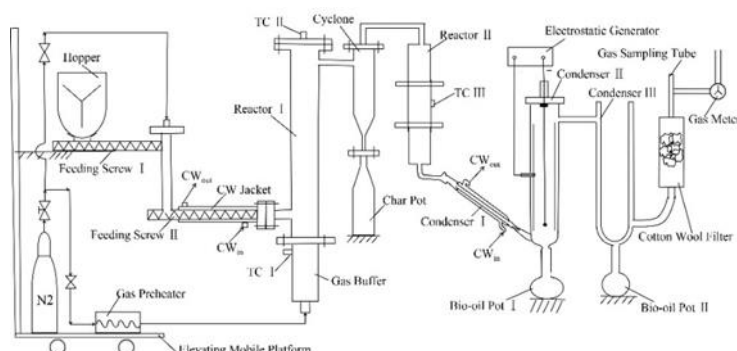 TC Ⅱ
Cyclone
Reactor Ⅱ
Electrostatic Generator
Gas Sampling Tube
Hopper
Condenser Ⅱ
Condenser Ⅲ
Reactor Ⅰ
TC Ⅲ
Gas Meter
Feeding Screw Ⅰ
CWout
CW Jacket
CWout
Feeding Screw Ⅱ
Char Pot
Condenser Ⅰ
Cotton Wool Filter
CWin
CWin
TC Ⅰ
Gas Buffer
N2
Gas Preheater
Bio-oil Pot Ⅰ
Bio-oil Pot Ⅱ
Elevating Mobile Platform